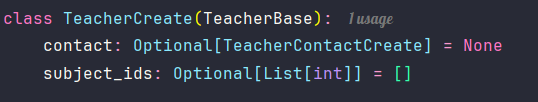 class TeacherCreate(TeacherBase): 1 usage
    contact: Optional[TeacherContactCreate] = None
    subject_ids: Optional[List[int]] = []